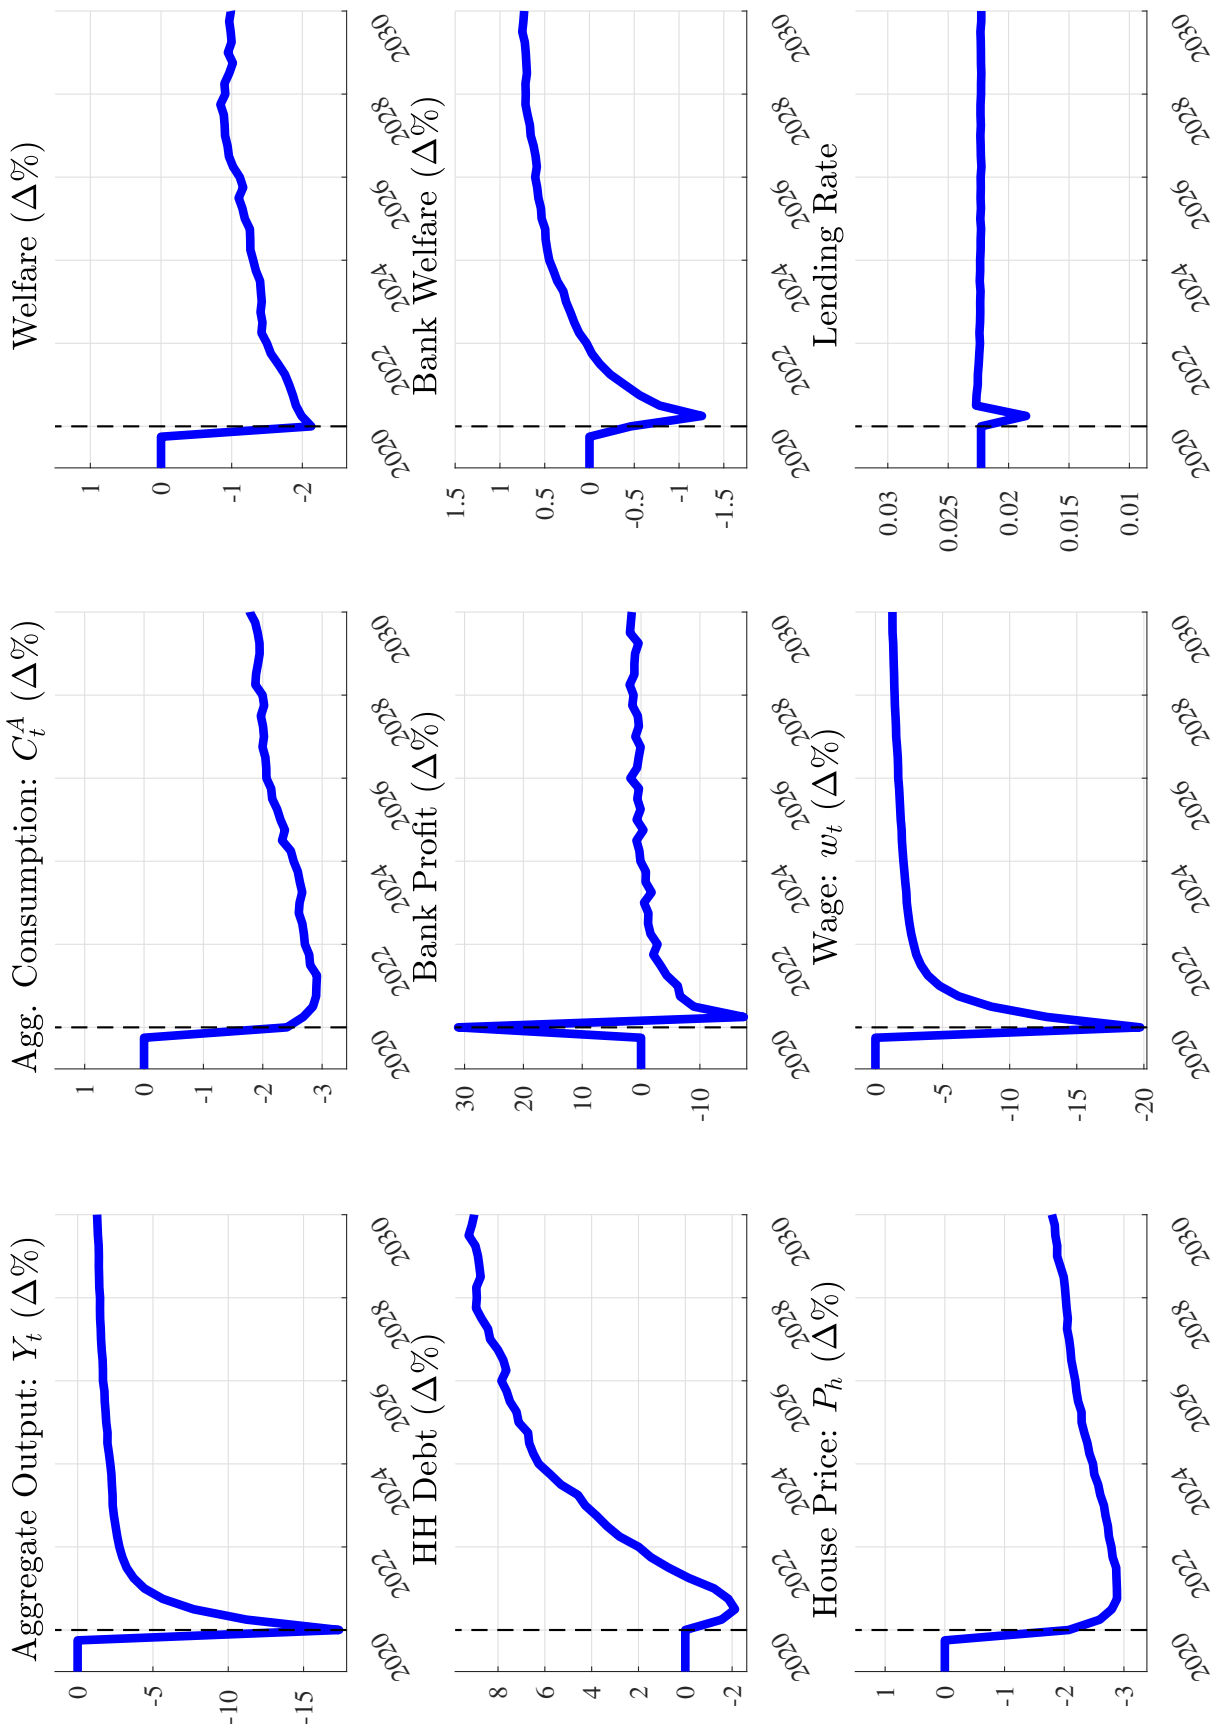 Aggregate Output: Y_t (Δ%)
0
-5
-10
-15
2020 2022 2024 2026 2028 2030
Agg. Consumption: C_t^A (Δ%)
1
0
-1
-2
-3
2020 2022 2024 2026 2028 2030
Welfare (Δ%)
1
0
-1
-2
2020 2022 2024 2026 2028 2030
HH Debt (Δ%)
8
6
4
2
0
-2
2020 2022 2024 2026 2028 2030
Bank Profit (Δ%)
30
20
10
0
-10
2020 2022 2024 2026 2028 2030
Bank Welfare (Δ%)
1.5
1
0.5
0
-0.5
-1
-1.5
2020 2022 2024 2026 2028 2030
House Price: P_h (Δ%)
1
0
-1
-2
-3
2020 2022 2024 2026 2028 2030
Wage: w_t (Δ%)
0
-5
-10
-15
-20
2020 2022 2024 2026 2028 2030
Lending Rate
0.03
0.025
0.02
0.015
0.01
2020 2022 2024 2026 2028 2030